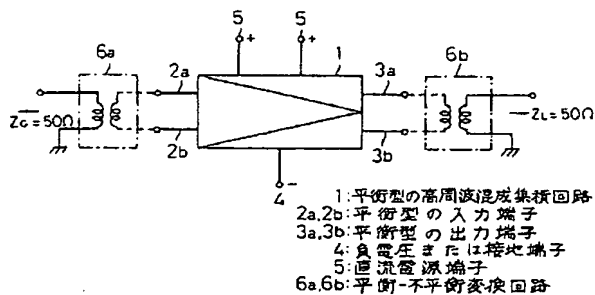 5 5
6a 6b
+ +
2a 1 3a
ZG=50Ω ZL=50Ω
2b 3b
4 −
1:平衡型の高周波混成集積回路
2a,2b:平衡型の入力端子
3a,3b:平衡型の出力端子
4:負電圧または接地端子
5:直流電源端子
6a,6b:平衡-不平衡変換回路